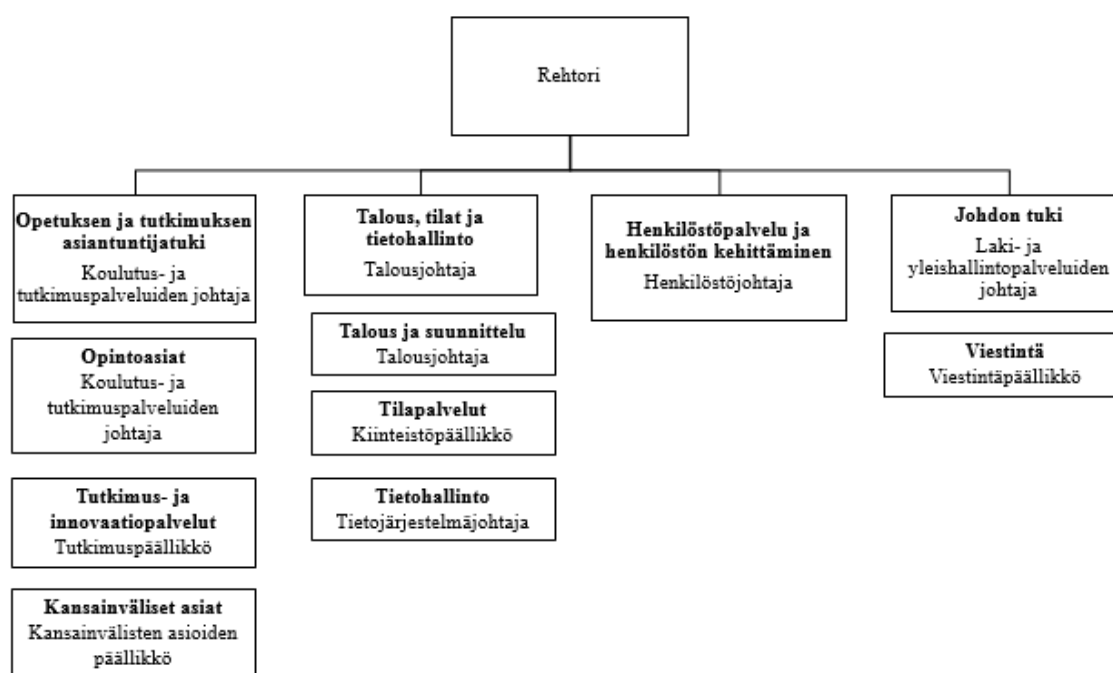 Rehtori
Opetuksen ja tutkimuksen
asiantuntijatuki
Koulutus- ja
tutkimuspalveluiden johtaja
Opintoasiat
Koulutus- ja
tutkimuspalveluiden
johtaja
Tutkimus- ja
innovaatiopalvelut
Tutkimuspäällikkö
Kansainväliset asiat
Kansainvälisten asioiden
päällikkö
Talous, tilat ja
tietohallinto
Talousjohtaja
Talous ja suunnittelu
Talousjohtaja
Tilapalvelut
Kiinteistöpäällikkö
Tietohallinto
Tietojärjestelmäjohtaja
Henkilöstöpalvelu ja
henkilöstön kehittäminen
Henkilöstöjohtaja
Johdon tuki
Laki- ja
yleishallintopalveluiden
johtaja
Viestintä
Viestintäpäällikkö